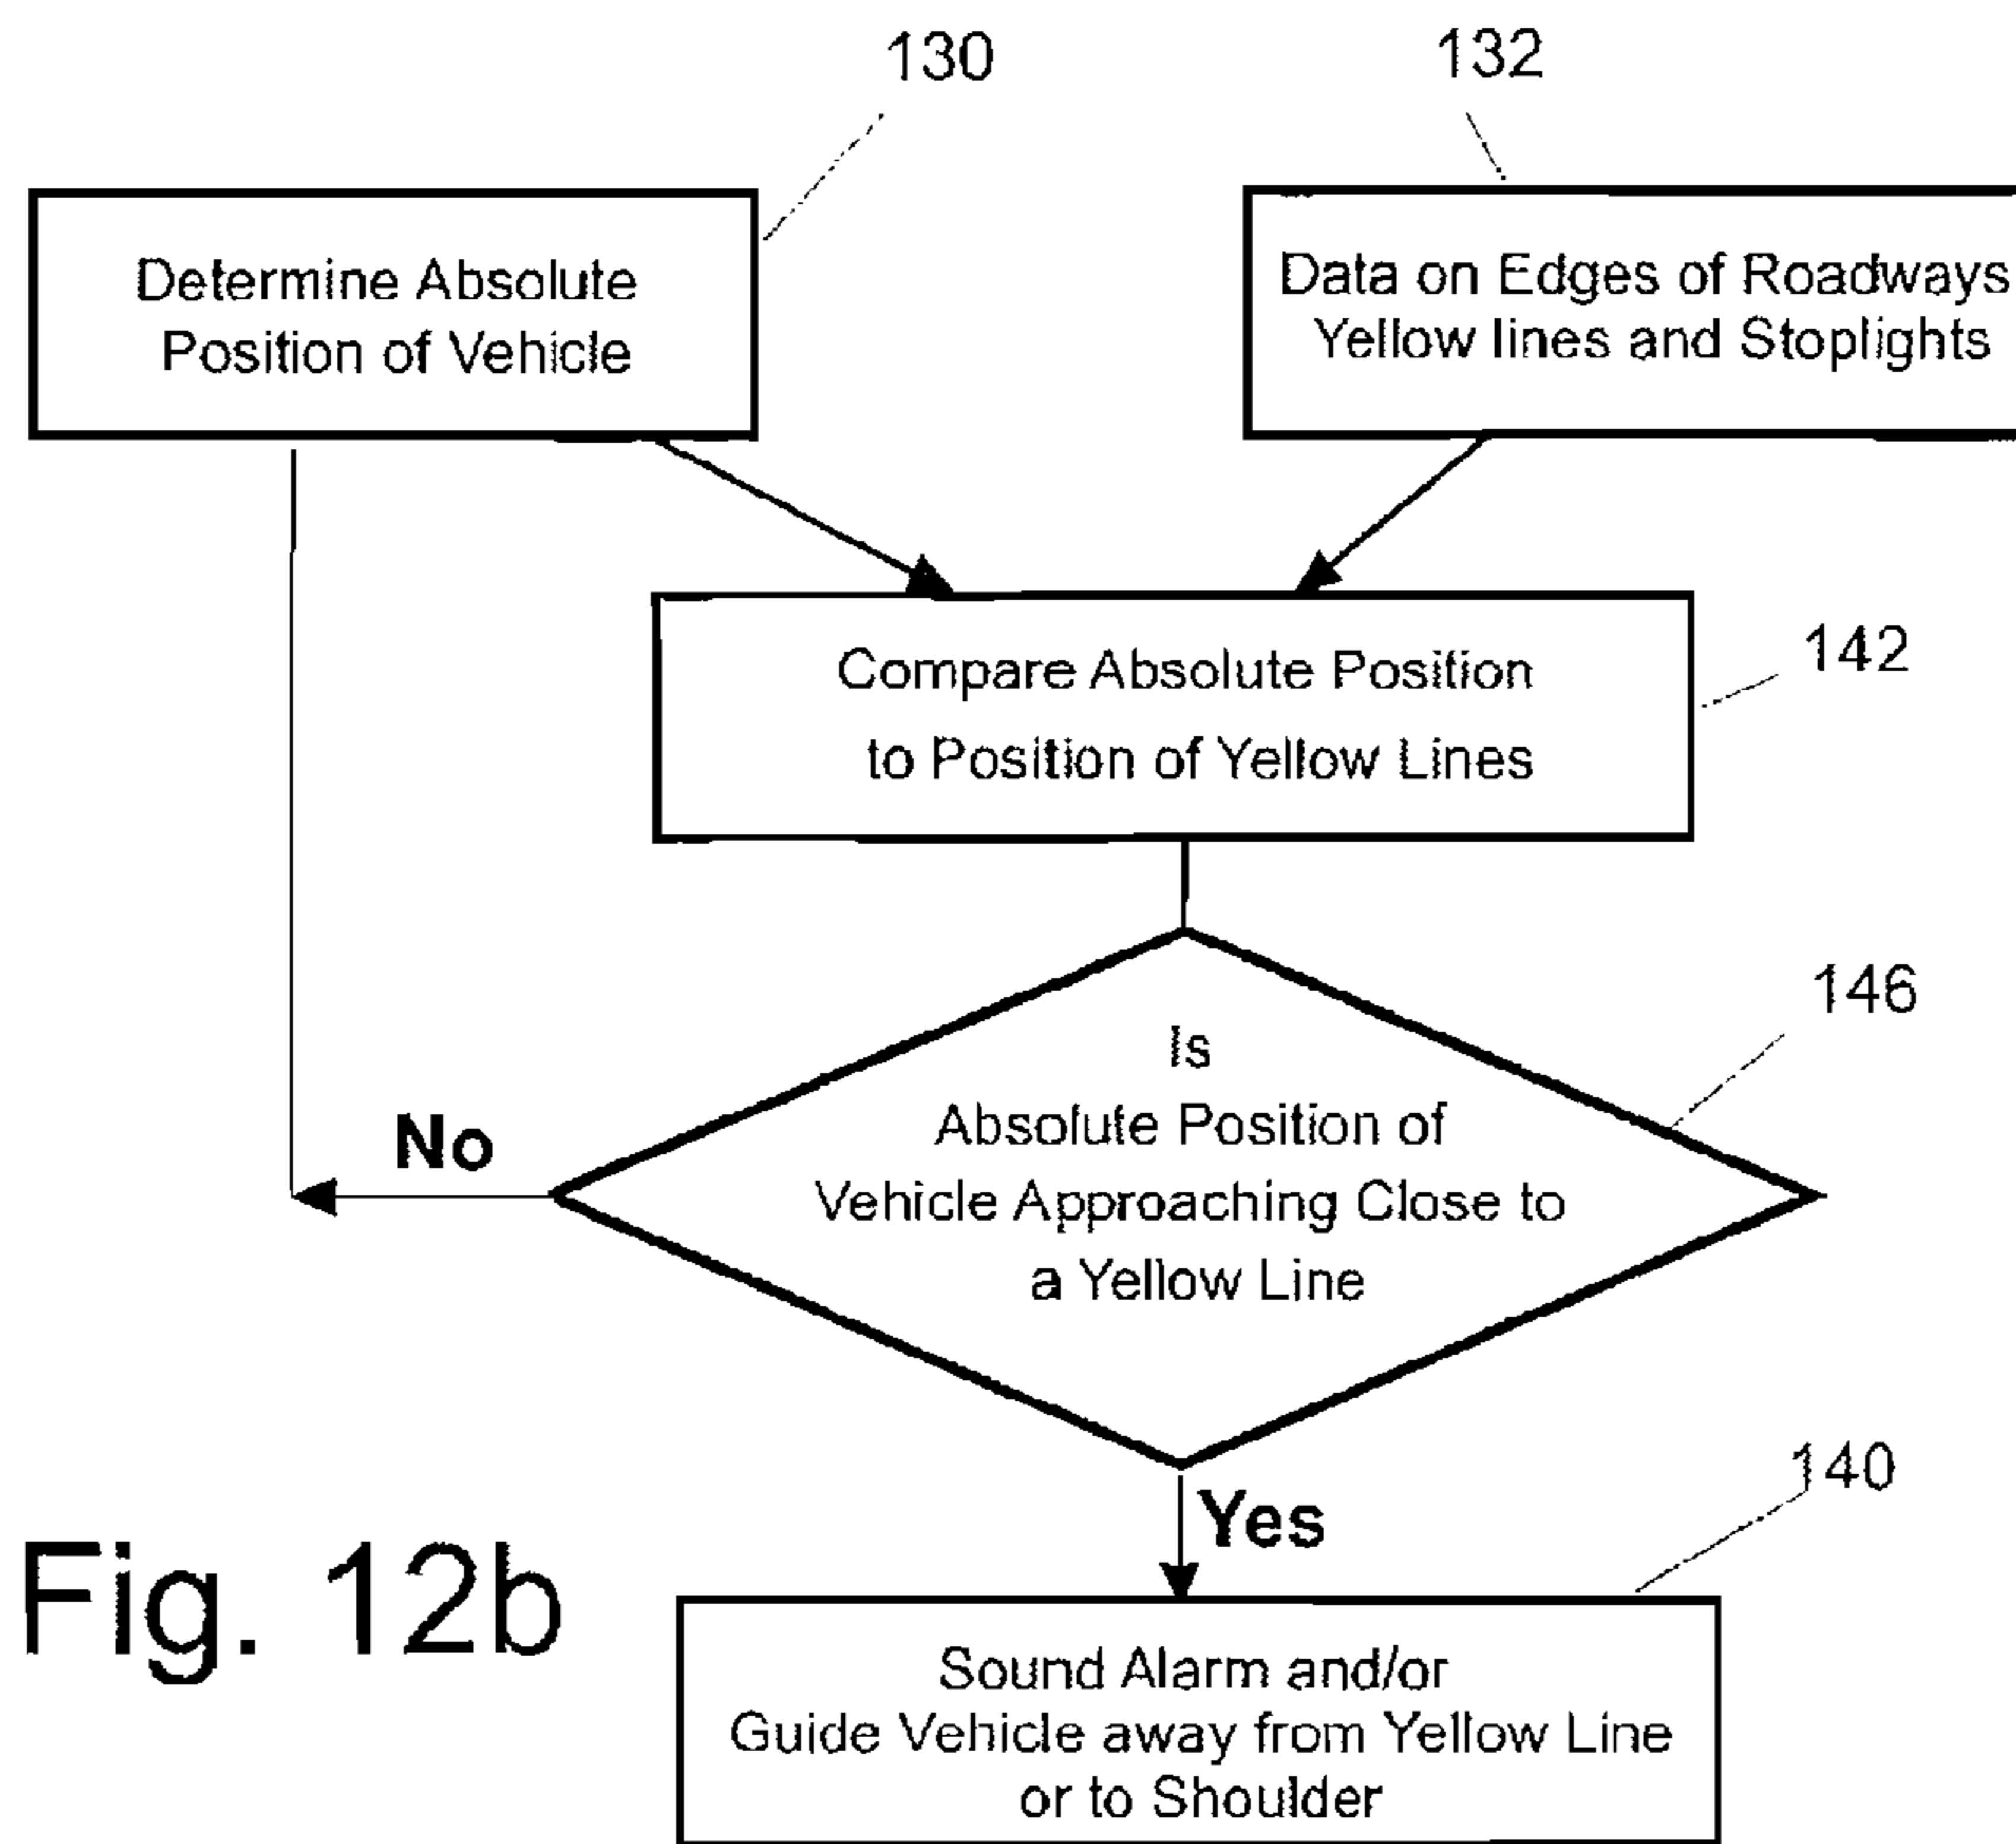 130
132
Determine Absolute
Position of Vehicle
Data on Edges of Roadways
Yellow lines and Stoplights
Compare Absolute Position
to Position of Yellow Lines
142
146
Is
Absolute Position of
Vehicle Approaching Close to
a Yellow Line
No
Yes
140
Sound Alarm and/or
Guide Vehicle away from Yellow Line
or to Shoulder
Fig. 12b